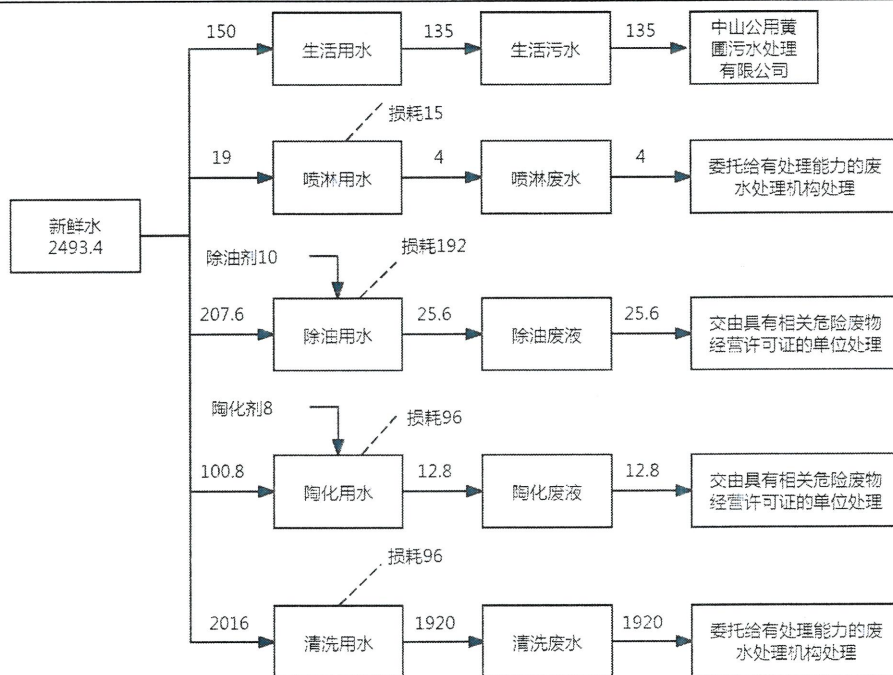 150
生活用水
135
生活污水
135
中山公用黄
圃污水处理
有限公司
损耗15
19
喷淋用水
4
喷淋废水
4
委托给有处理能力的废
水处理机构处理
新鲜水
2493.4
除油剂10
损耗192
207.6
除油用水
25.6
除油废液
25.6
交由具有相关危险废物
经营许可证的单位处理
陶化剂8
损耗96
100.8
陶化用水
12.8
陶化废液
12.8
交由具有相关危险废物
经营许可证的单位处理
损耗96
2016
清洗用水
1920
清洗废水
1920
委托给有处理能力的废
水处理机构处理